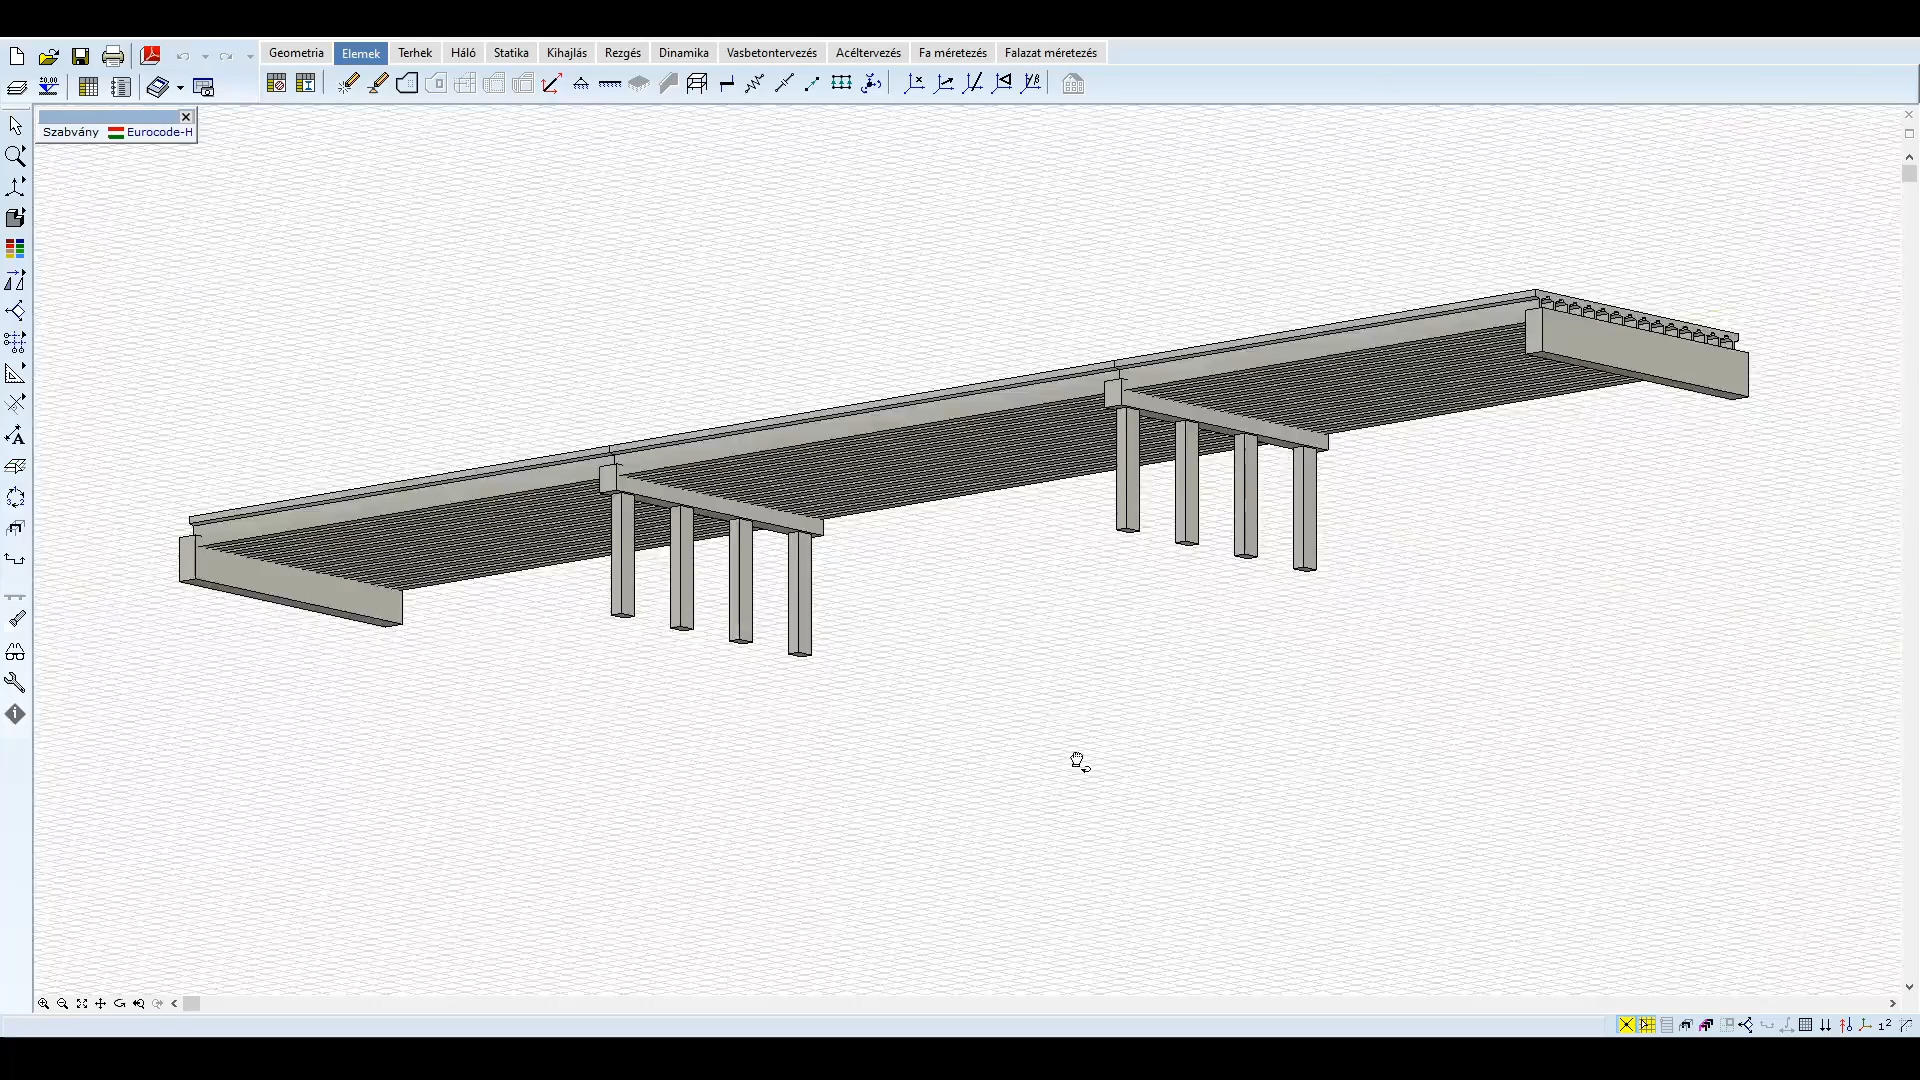 Geometria Elemek Terhek Háló Statika Kihajlás Rezgés Dinamika Vasbetontervezés Acéltervezés Fa méretezés Falazat méretezés
Szabvány Eurocode-H